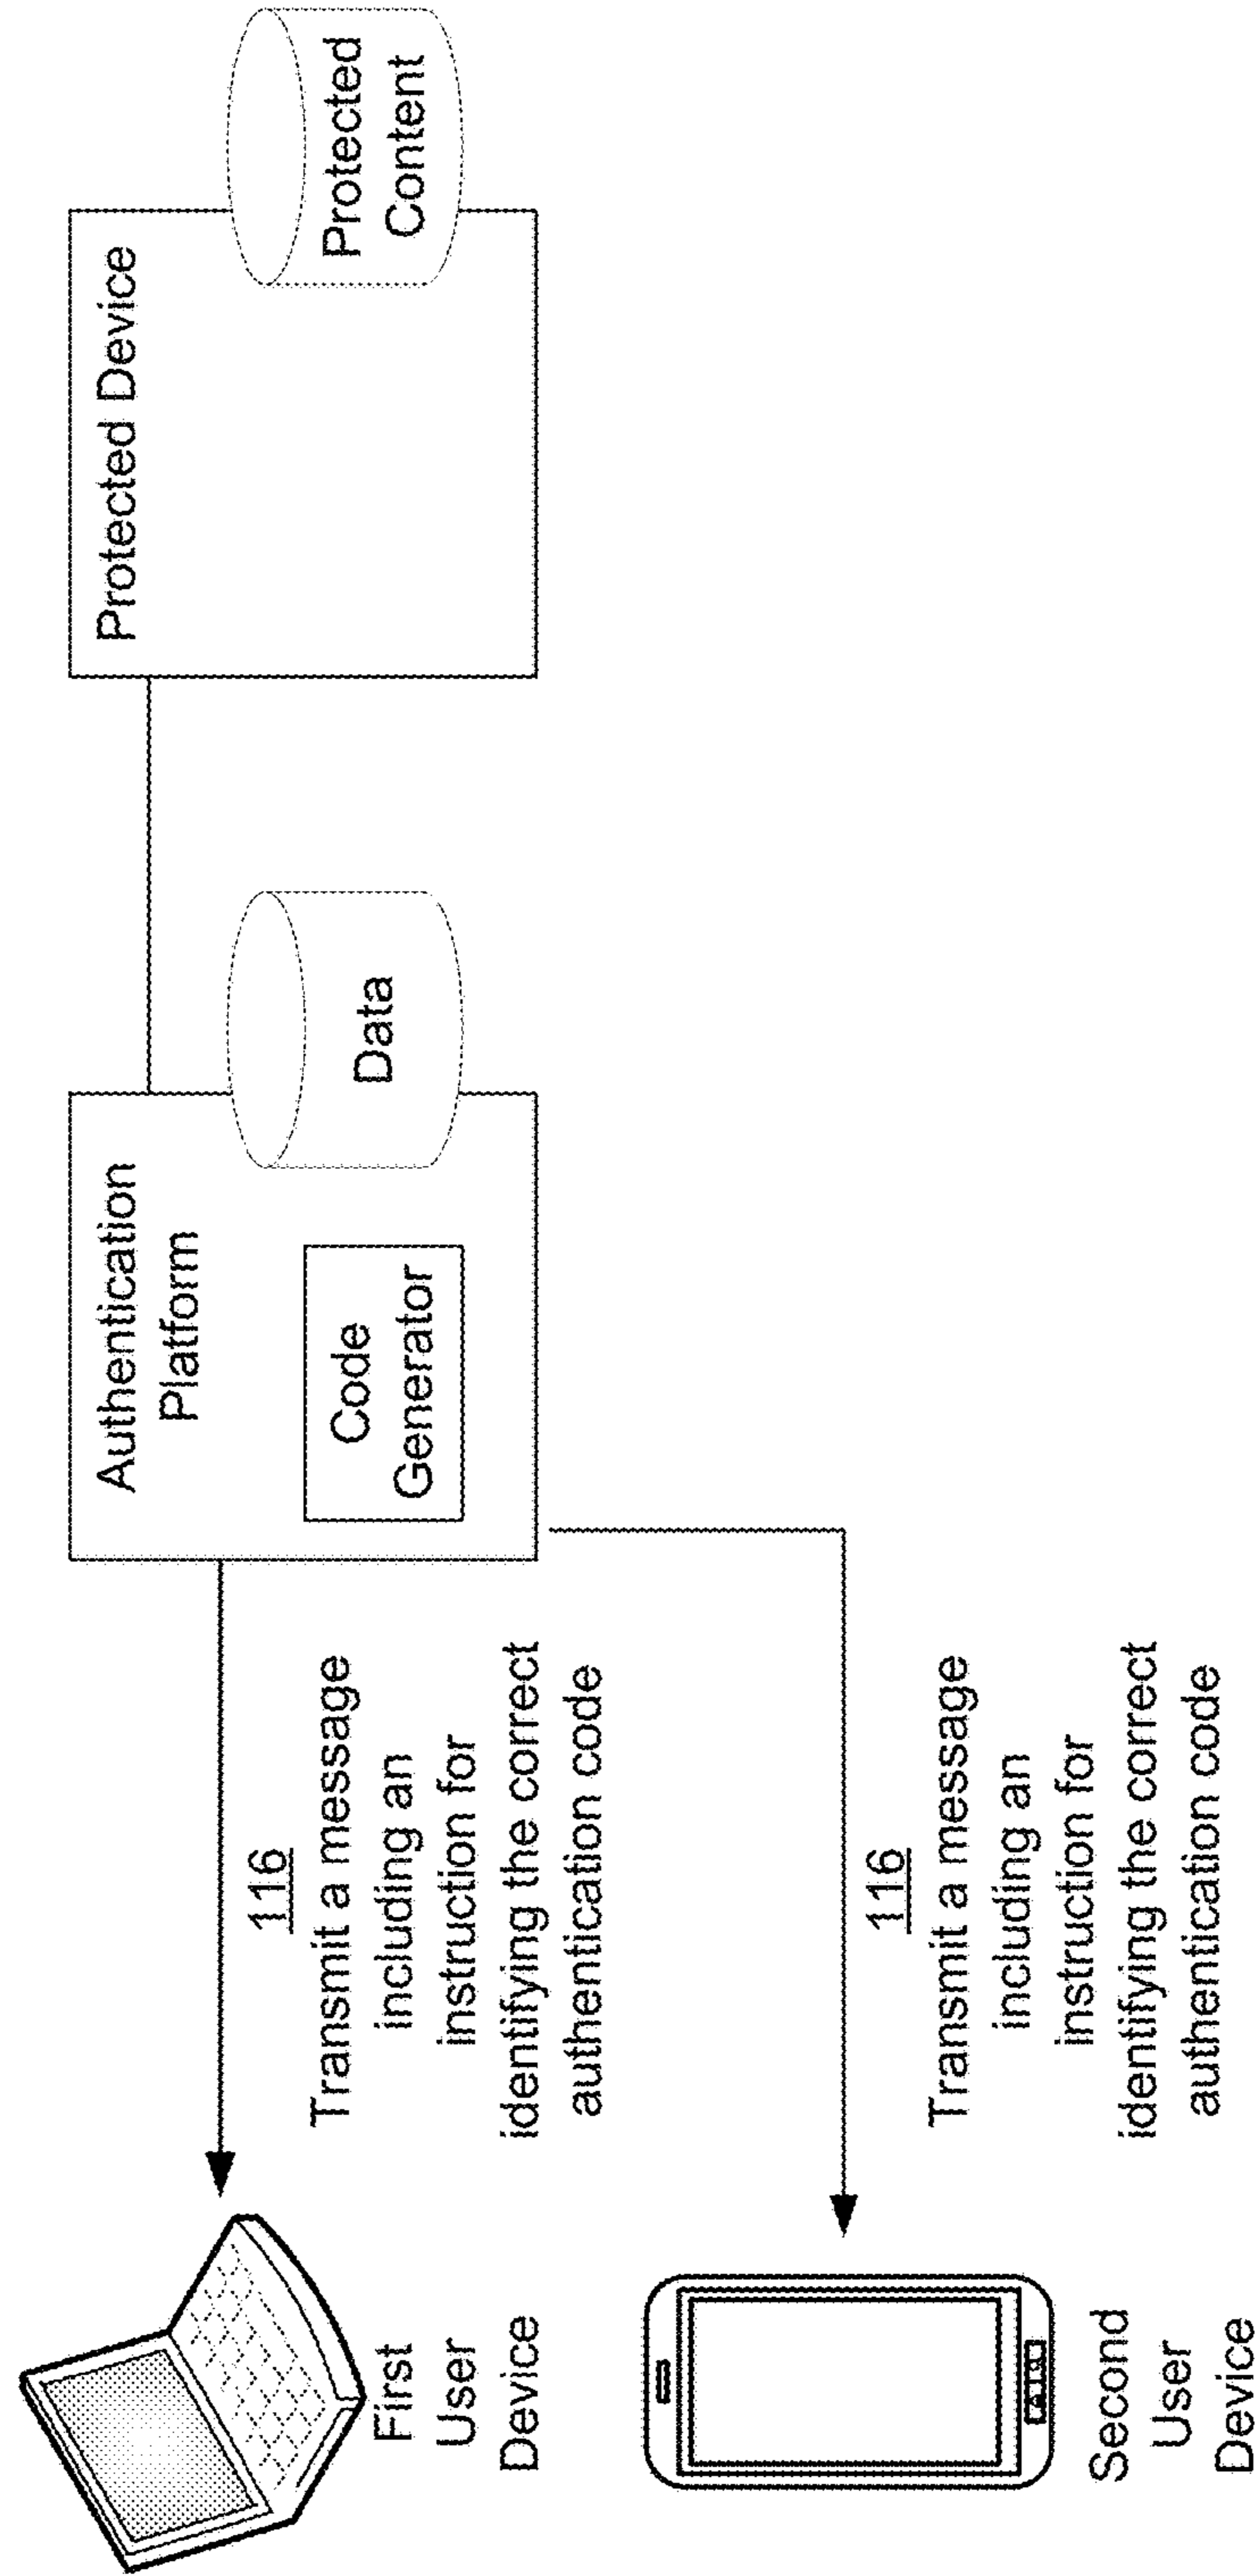 First
User
Device
116
Transmit a message
including an
instruction for
identifying the correct
authentication code
Authentication
Platform
Code
Generator
Data
Protected Device
Protected
Content
Second
User
Device
116
Transmit a message
including an
instruction for
identifying the correct
authentication code